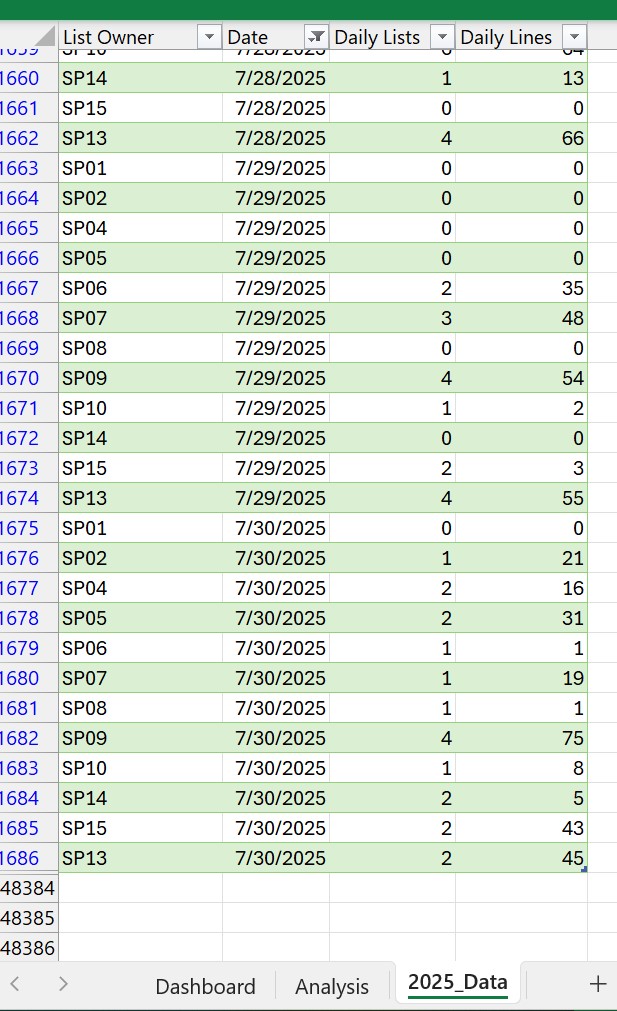 List Owner Date Daily Lists Daily Lines
1660 SP14 7/28/2025 1 13
1661 SP15 7/28/2025 0 0
1662 SP13 7/28/2025 4 66
1663 SP01 7/29/2025 0 0
1664 SP02 7/29/2025 0 0
1665 SP04 7/29/2025 0 0
1666 SP05 7/29/2025 0 0
1667 SP06 7/29/2025 2 35
1668 SP07 7/29/2025 3 48
1669 SP08 7/29/2025 0 0
1670 SP09 7/29/2025 4 54
1671 SP10 7/29/2025 1 2
1672 SP14 7/29/2025 0 0
1673 SP15 7/29/2025 2 3
1674 SP13 7/29/2025 4 55
1675 SP01 7/30/2025 0 0
1676 SP02 7/30/2025 1 21
1677 SP04 7/30/2025 2 16
1678 SP05 7/30/2025 2 31
1679 SP06 7/30/2025 1 1
1680 SP07 7/30/2025 1 19
1681 SP08 7/30/2025 1 1
1682 SP09 7/30/2025 4 75
1683 SP10 7/30/2025 1 8
1684 SP14 7/30/2025 2 5
1685 SP15 7/30/2025 2 43
1686 SP13 7/30/2025 2 45
48384
48385
48386
Dashboard Analysis 2025_Data +